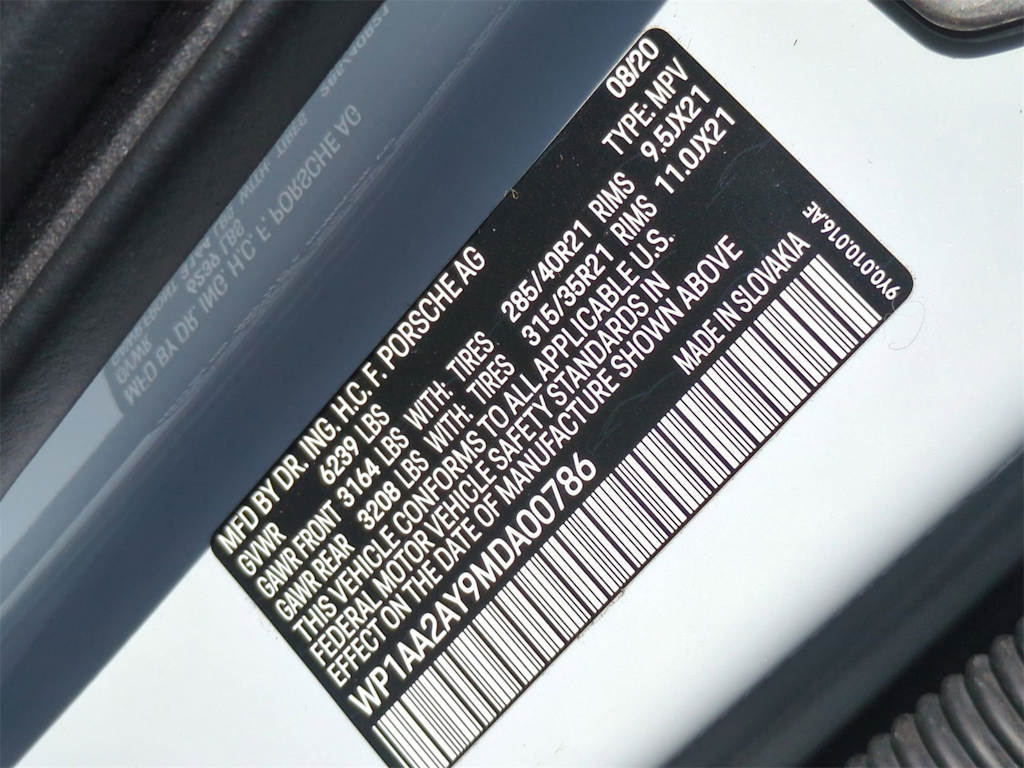 MFD BY DR. ING. H.C. F. PORSCHE AG 08/20
GVWR 6239 LBS TYPE: MPV
GAWR FRONT 3164 LBS WITH: TIRES 285/40R21 RIMS 9.5JX21
GAWR REAR 3208 LBS WITH: TIRES 315/35R21 RIMS 11.0JX21
THIS VEHICLE CONFORMS TO ALL APPLICABLE U.S.
FEDERAL MOTOR VEHICLE SAFETY STANDARDS IN
EFFECT ON THE DATE OF MANUFACTURE SHOWN ABOVE
WP1AA2AY9MDA00786 MADE IN SLOVAKIA
9Y0.010.016.AE